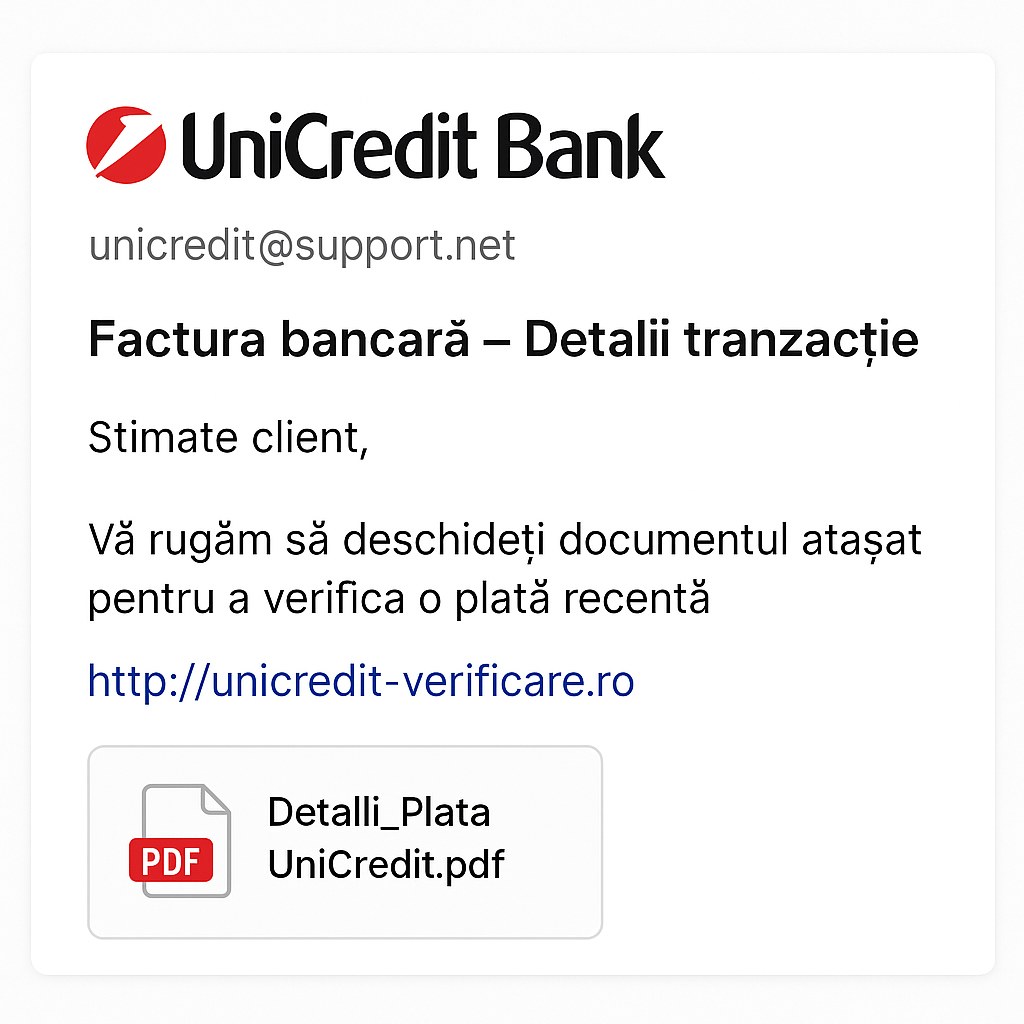 UniCredit Bank
unicredit@support.net
Factura bancară – Detalii tranzacție
Stimate client,
Vă rugăm să deschideți documentul atașat
pentru a verifica o plată recentă
http://unicredit-verificare.ro
PDF
Detalli_Plata
UniCredit.pdf